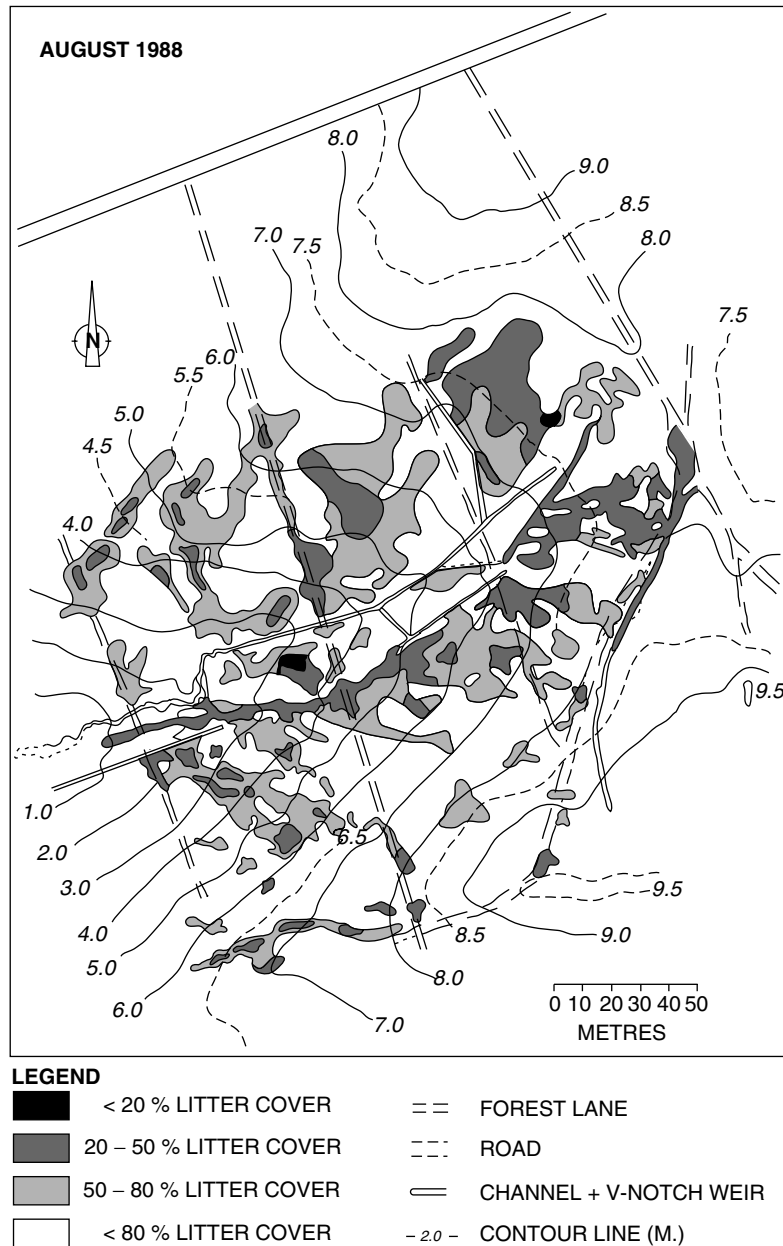 AUGUST 1988
8.0
9.0
8.5
7.0
7.5
8.0
7.5
6.0
5.5
5.0
4.5
4.0
N
9.5
1.0
2.0
6.5
3.0
9.5
4.0
8.5
9.0
5.0
8.0
6.0
7.0
0 10 20 30 40 50
METRES
LEGEND
< 20 % LITTER COVER
FOREST LANE
20 – 50 % LITTER COVER
ROAD
50 – 80 % LITTER COVER
CHANNEL + V-NOTCH WEIR
< 80 % LITTER COVER
- 2.0 - CONTOUR LINE (M.)